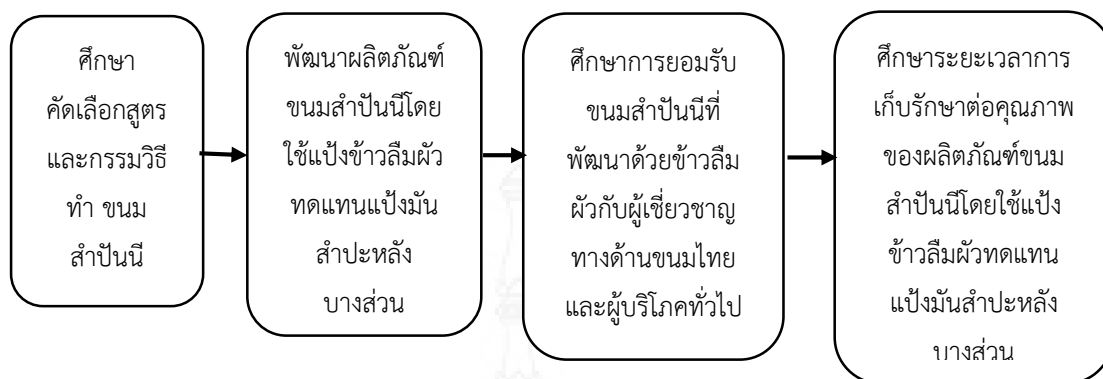 ศึกษา
คัดเลือกสูตร
และกรรมวิธี
ทำ ขนม
สำปันนี
พัฒนาผลิตภัณฑ์
ขนมสำปันนีโดย
ใช้แป้งข้าวลืมผัว
ทดแทนแป้งมัน
สำปะหลัง
บางส่วน
ศึกษาการยอมรับ
ขนมสำปันนีที่
พัฒนาด้วยข้าวลืม
ผัวกับผู้เชี่ยวชาญ
ทางด้านขนมไทย
และผู้บริโภคทั่วไป
ศึกษาระยะเวลาการ
เก็บรักษาต่อคุณภาพ
ของผลิตภัณฑ์ขนม
สำปันนีโดยใช้แป้ง
ข้าวลืมผัวทดแทน
แป้งมันสำปะหลัง
บางส่วน